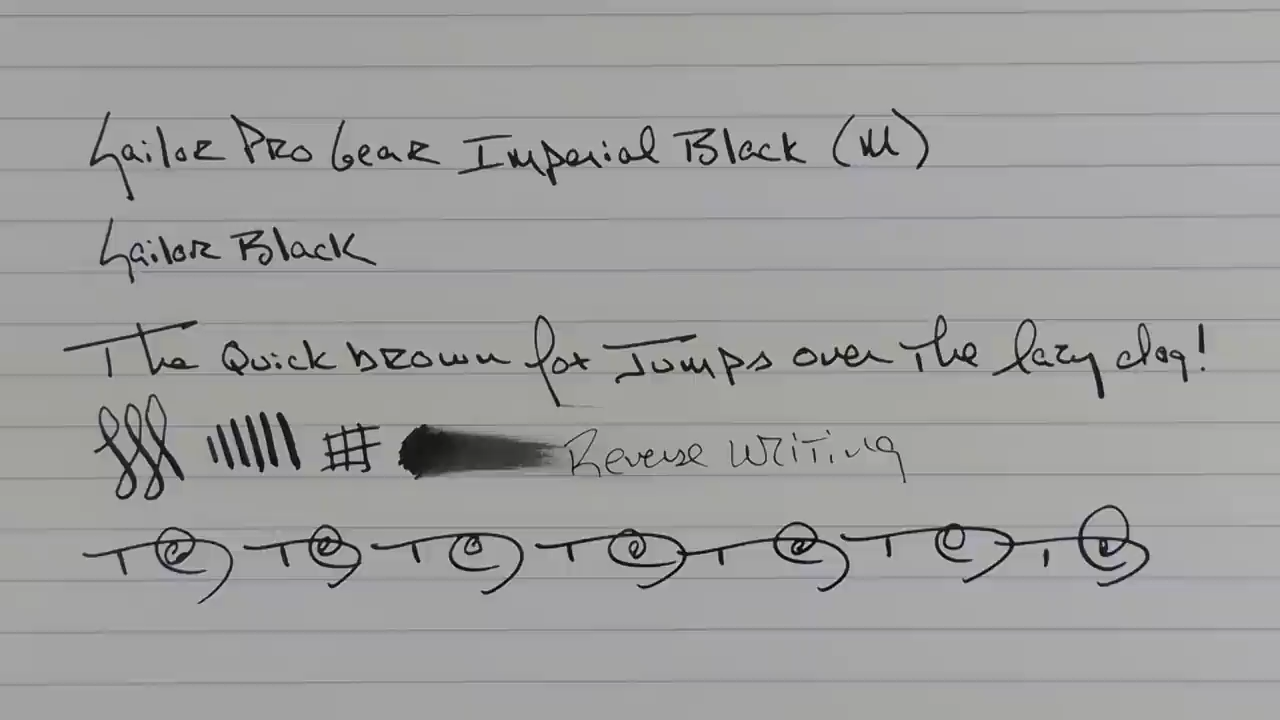 Sailor Pro Gear Imperial Black (M)
Sailor Black
The Quick brown fox Jumps over The lazy dog!
Reverse Writing